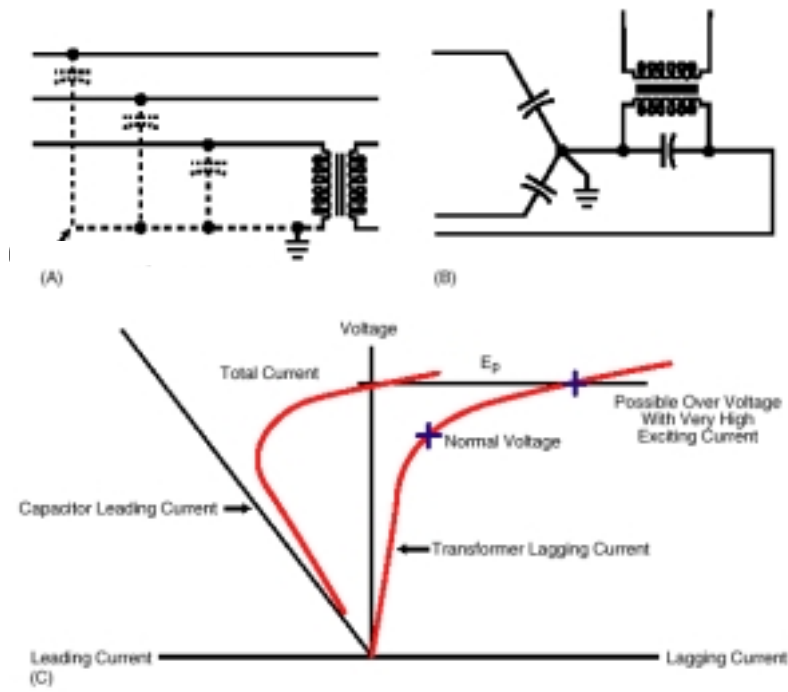 (A)
(B)
Voltage
Total Current
E_p
Possible Over Voltage
With Very High
Exciting Current
Normal Voltage
Capacitor Leading Current
Transformer Lagging Current
Leading Current
Lagging Current
(C)